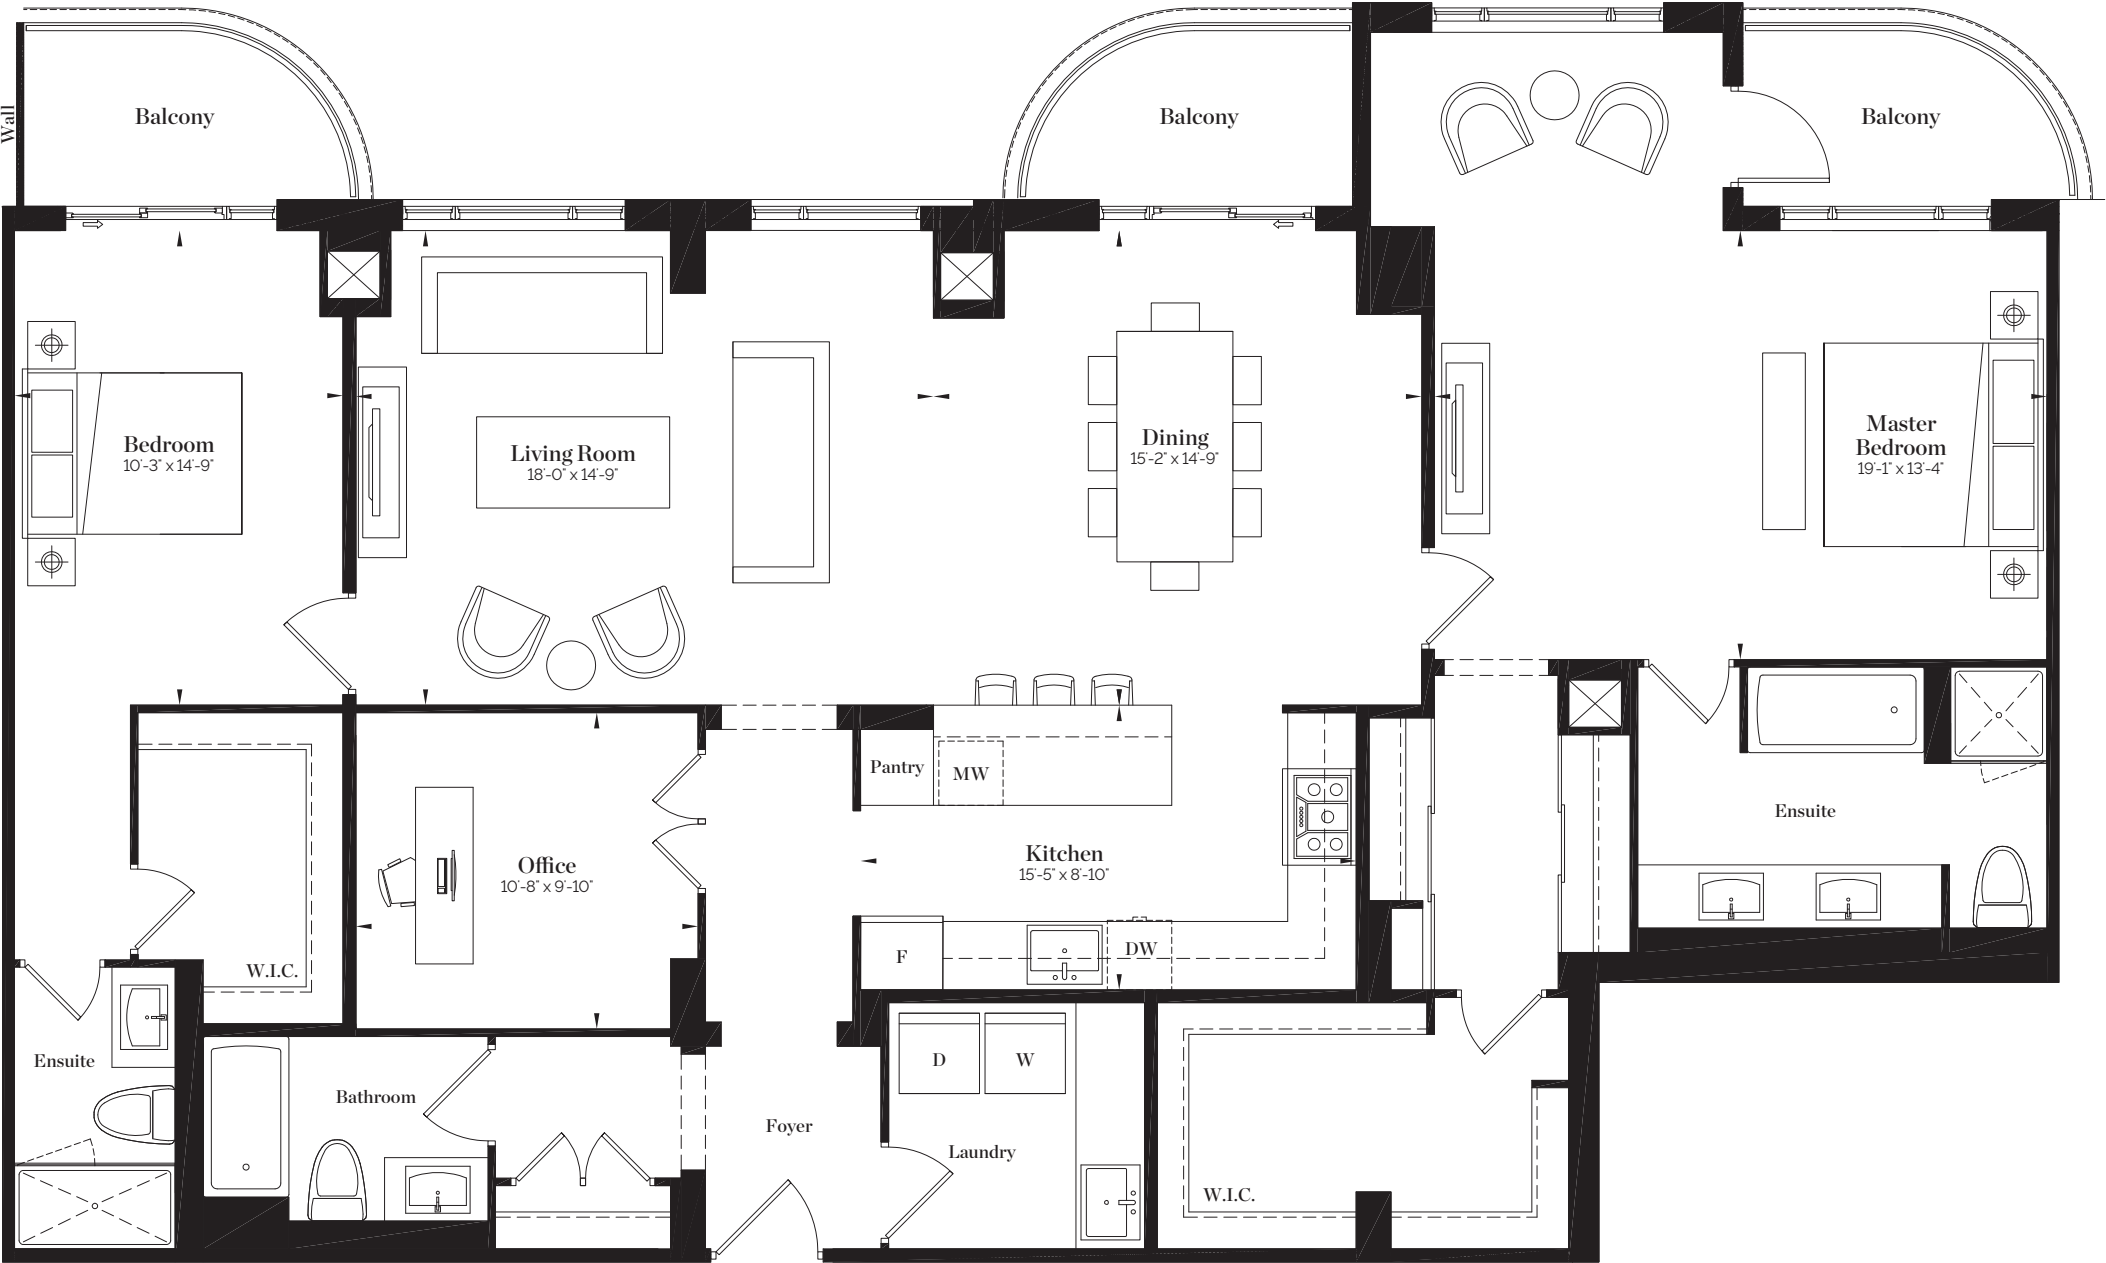 Wall
Balcony
Balcony
Balcony
Bedroom
10'-3" x 14'-9"
Living Room
18'-0" x 14'-9"
Dining
15'-2" x 14'-9"
Master
Bedroom
19'-1" x 13'-4"
Pantry
MW
Ensuite
Office
10'-8" x 9'-10"
Kitchen
15'-5" x 8'-10"
W.I.C.
F
DW
Ensuite
Bathroom
D
W
Foyer
Laundry
W.I.C.